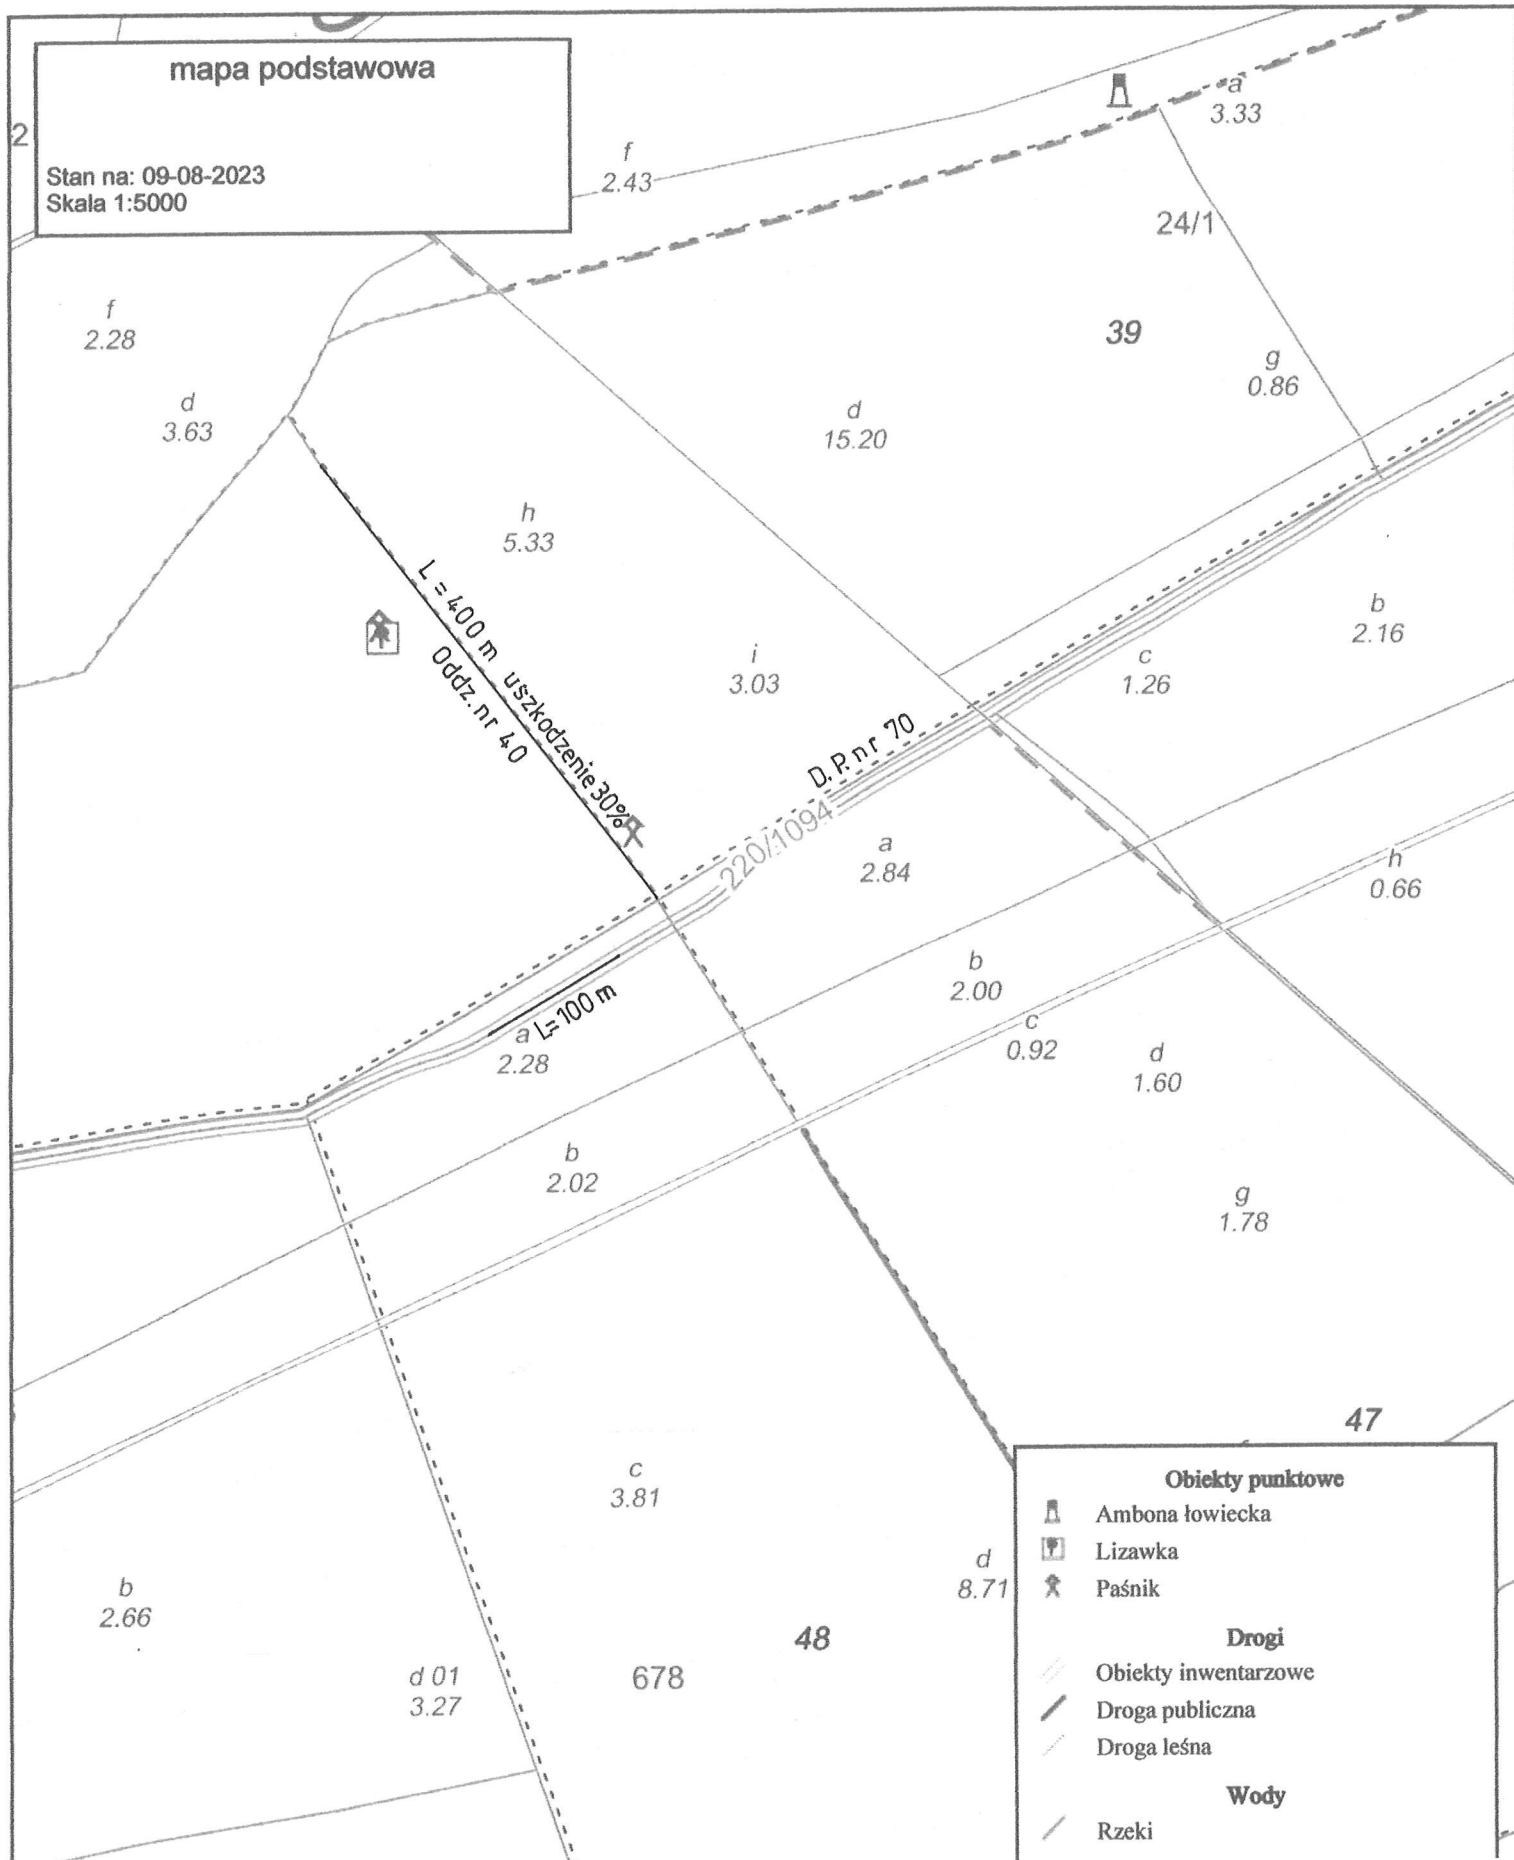 mapa podstawowa
Stan na: 09-08-2023
Skala 1:5000
2
f
2.43
a
3.33
24/1
f
2.28
39
g
0.86
d
3.63
d
15.20
h
5.33
L = 400 m uszkodzenie 30%
Oddz. nr 40
b
2.16
i
3.03
c
1.26
D.P. nr 70
220/1094
a
2.84
h
0.66
b
2.00
L= 100 m
a
2.28
c
0.92
d
1.60
b
2.02
g
1.78
47
c
3.81
d
8.71
b
2.66
48
d 01
3.27
678
Obiekty punktowe
Ambona łowiecka
Lizawka
Paśnik
Drogi
Obiekty inwentarzowe
Droga publiczna
Droga leśna
Wody
Rzeki